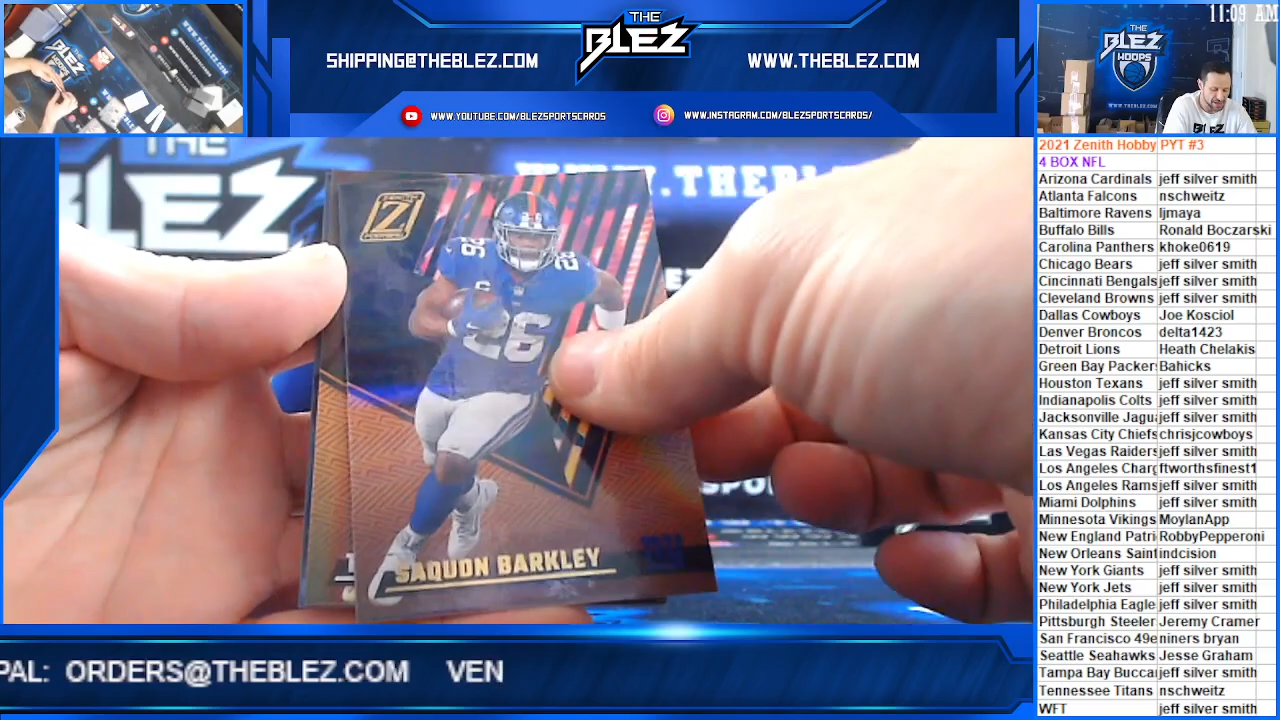 THE
BLEZ
SHIPPING@THEBLEZ.COM
WWW.THEBLEZ.COM
WWW.YOUTUBE.COM/BLEZSPORTSCARDS
WWW.INSTAGRAM.COM/BLEZSPORTSCARDS/
11:09 AM
THE
BLEZ
HOOPS
2021 Zenith Hobby PYT #3
4 BOX NFL
Arizona Cardinals jeff silver smith
Atlanta Falcons nschweitz
Baltimore Ravens ljmaya
Buffalo Bills Ronald Boczarski
Carolina Panthers khoke0619
Chicago Bears jeff silver smith
Cincinnati Bengals jeff silver smith
Cleveland Browns jeff silver smith
Dallas Cowboys Joe Kosciol
Denver Broncos delta1423
Detroit Lions Heath Chelakis
Green Bay Packer Bahicks
Houston Texans jeff silver smith
Indianapolis Colts jeff silver smith
Jacksonville Jagua jeff silver smith
Kansas City Chiefs chrisjcowboys
Las Vegas Raiders jeff silver smith
Los Angeles Charg ftworthsfinest1
Los Angeles Rams jeff silver smith
Miami Dolphins jeff silver smith
Minnesota Vikings MoylanApp
New England Patri RobbyPepperoni
New Orleans Saint indcision
New York Giants jeff silver smith
New York Jets jeff silver smith
Philadelphia Eagle jeff silver smith
Pittsburgh Steeler Jeremy Cramer
San Francisco 49e niners bryan
Seattle Seahawks Jesse Graham
Tampa Bay Bucca jeff silver smith
Tennessee Titans nschweitz
WFT jeff silver smith
THE
BLEZ
WWW.THEBL
Z
26
26
26
SAQUON BARKLEY
NY
PAL: ORDERS@THEBLEZ.COM VEN